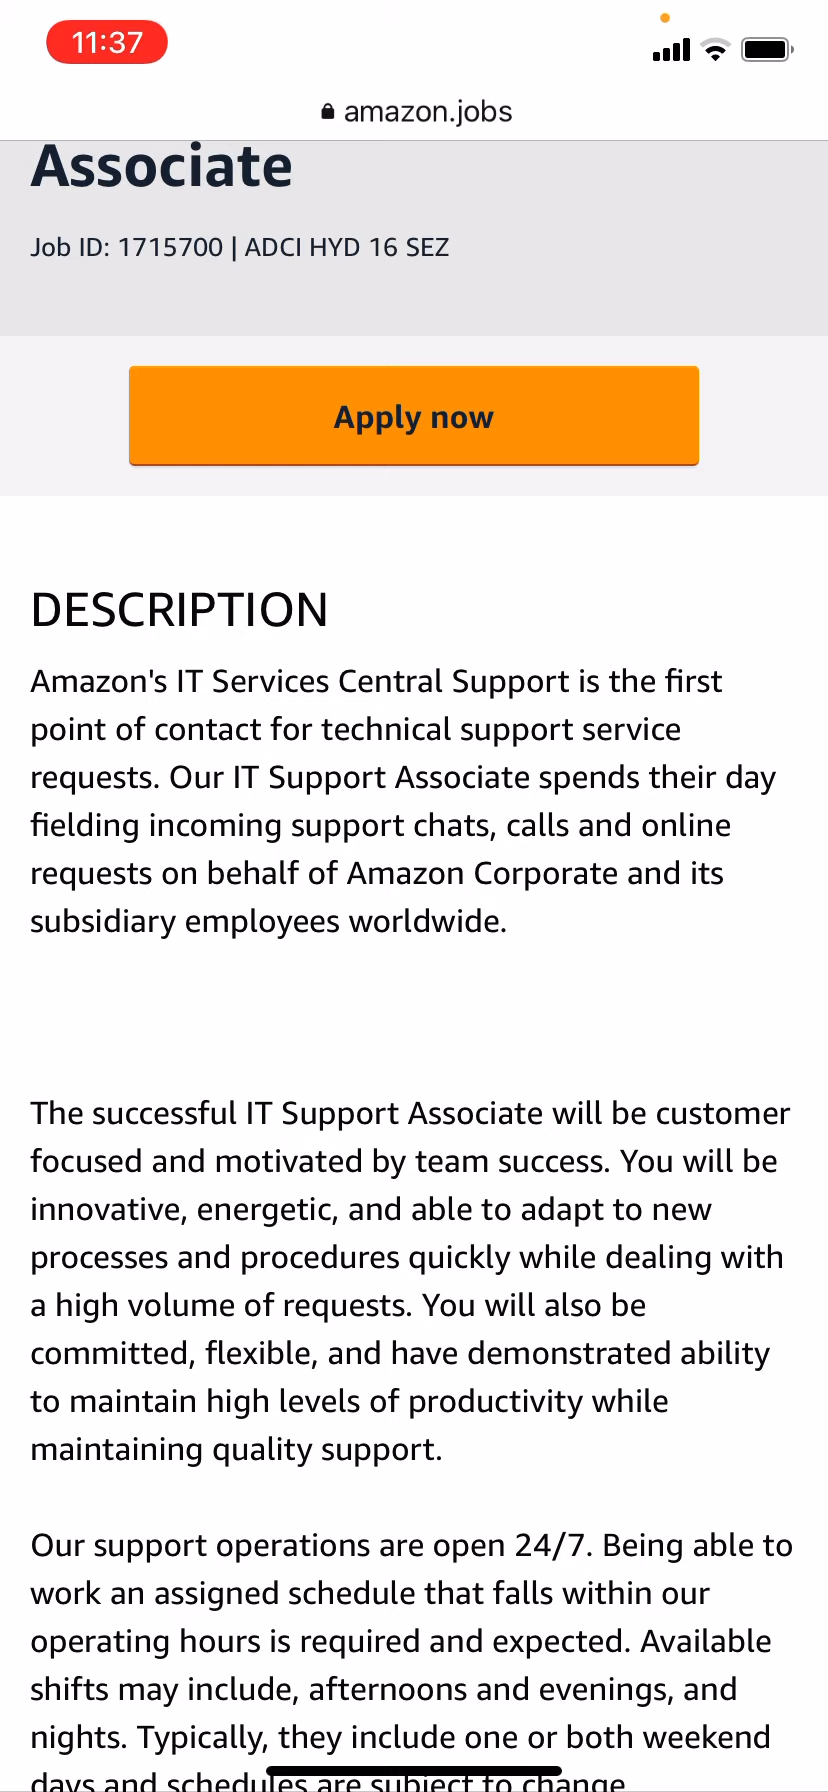 11:37
amazon.jobs
Associate
Job ID: 1715700 | ADCI HYD 16 SEZ
Apply now
DESCRIPTION
Amazon's IT Services Central Support is the first
point of contact for technical support service
requests. Our IT Support Associate spends their day
fielding incoming support chats, calls and online
requests on behalf of Amazon Corporate and its
subsidiary employees worldwide.
The successful IT Support Associate will be customer
focused and motivated by team success. You will be
innovative, energetic, and able to adapt to new
processes and procedures quickly while dealing with
a high volume of requests. You will also be
committed, flexible, and have demonstrated ability
to maintain high levels of productivity while
maintaining quality support.
Our support operations are open 24/7. Being able to
work an assigned schedule that falls within our
operating hours is required and expected. Available
shifts may include, afternoons and evenings, and
nights. Typically, they include one or both weekend
days and schedules are subject to change